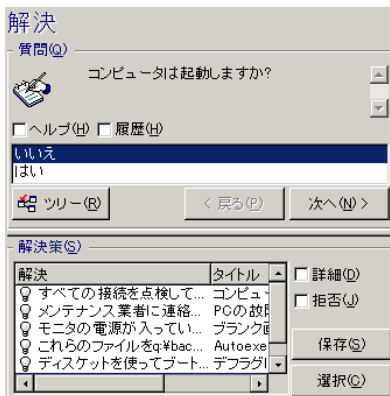 解決
質問(Q)
コンピュータは起動しますか?
ヘルプ(H) 履歴(H)
いいえ
はい
ツリー(R) < 戻る(P) 次へ(N) >
解決策(S)
解決 タイトル
すべての接続を点検して... コンピュ
メンテナンス業者に連絡... PCの故
モニタの電源が入ってい... ブランク
これらのファイルをq:¥bac... Autoexe
ディスケットを使ってブート... デフラグ
詳細(D)
拒否(J)
保存(S)
選択(C)